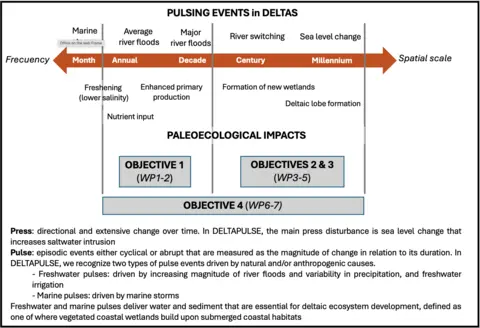 PULSING EVENTS in DELTAS
Marine
Average
river floods
Major
river floods
River switching
Sea level change
Frecuency
Month
Annual
Decade
Century
Millennium
Spatial scale
Freshening
(lower salinity)
Enhanced primary
production
Formation of new wetlands
Deltaic lobe formation
Nutrient input
PALEOECOLOGICAL IMPACTS
OBJECTIVE 1
(WP1-2)
OBJECTIVES 2 & 3
(WP3-5)
OBJECTIVE 4 (WP6-7)
Press: directional and extensive change over time. In DELTAPULSE, the main press disturbance is sea level change that
increases saltwater intrusion
Pulse: episodic events either cyclical or abrupt that are measured as the magnitude of change in relation to its duration. In
DELTAPULSE, we recognize two types of pulse events driven by natural and/or anthropogenic causes.
- Freshwater pulses: driven by increasing magnitude of river floods and variability in precipitation, and freshwater
irrigation
- Marine pulses: driven by marine storms
Freshwater and marine pulses deliver water and sediment that are essential for deltaic ecosystem development, defined as
one of where vegetated coastal wetlands build upon submerged coastal habitats